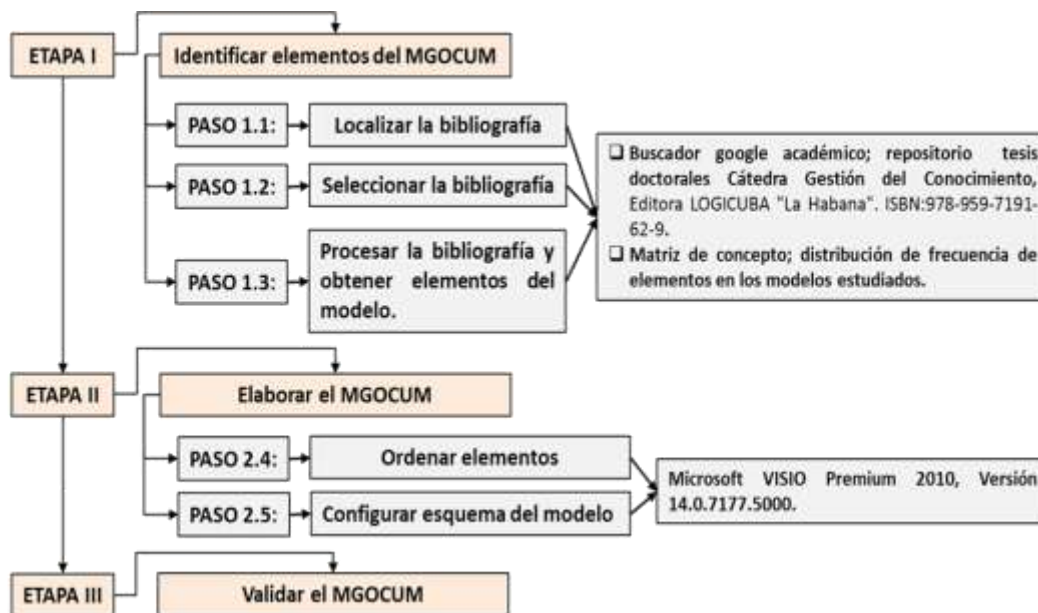 ETAPA I
Identificar elementos del MGOCUM
PASO 1.1:
Localizar la bibliografía
PASO 1.2:
Seleccionar la bibliografía
PASO 1.3:
Procesar la bibliografía y
obtener elementos del
modelo.
Buscador google académico; repositorio tesis
doctorales Cátedra Gestión del Conocimiento,
Editora LOGICUBA "La Habana". ISBN:978-959-7191-
62-9.
Matriz de concepto; distribución de frecuencia de
elementos en los modelos estudiados.
ETAPA II
Elaborar el MGOCUM
PASO 2.4:
Ordenar elementos
PASO 2.5:
Configurar esquema del modelo
Microsoft VISIO Premium 2010, Versión
14.0.7177.5000.
ETAPA III
Validar el MGOCUM